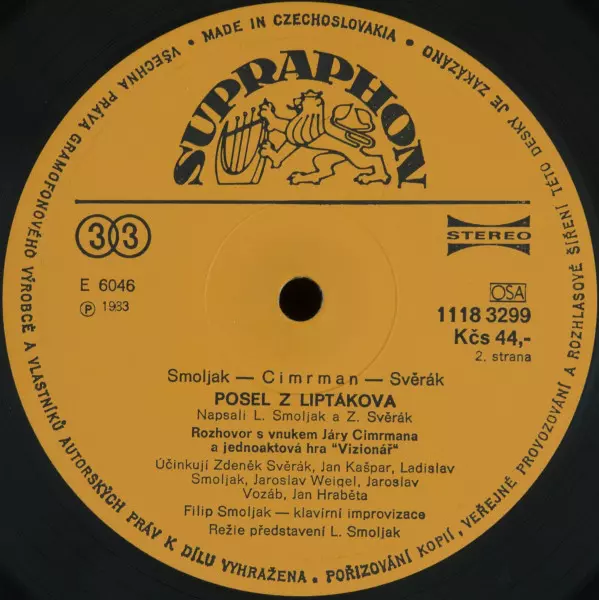 VŠECHNA PRÁVA GRAMOFONOVÉHO VÝROBCE A VLASTNÍKŮ AUTORSKÝCH PRÁV K DÍLU VYHRAŽENA • POŘIZOVÁNÍ KOPIÍ, VEŘEJNÉ PROVOZOVÁNÍ A ROZHLASOVÉ ŠÍŘENÍ TÉTO DESKY JE ZAKÁZÁNO • MADE IN CZECHOSLOVAKIA •
SUPRAPHON
33
STEREO
E 6046
Ⓟ 1983
OSA
1118 3299
Kčs 44,-
2. strana
Smoljak — Cimrman — Svěrák
POSEL Z LIPTÁKOVA
Napsali L. Smoljak a Z. Svěrák
Rozhovor s vnukem Járy Cimrmana
a jednoaktová hra "Vizionář"
Účinkují Zdeněk Svěrák, Jan Kašpar, Ladislav
Smoljak, Jaroslav Weigel, Jaroslav
Vozáb, Jan Hraběta
Filip Smoljak — klavírní improvizace
Režie představení L. Smoljak